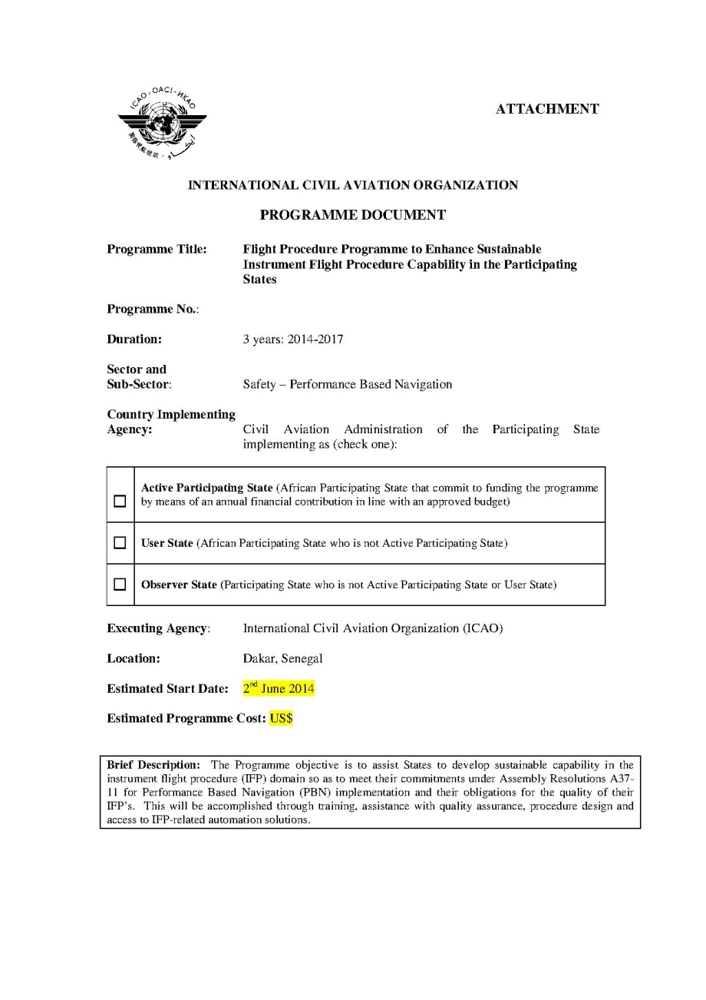 ICAO · OACI · ИКАО
ATTACHMENT
国际民航组织 · ايكاو
INTERNATIONAL CIVIL AVIATION ORGANIZATION
PROGRAMME DOCUMENT
Programme Title: Flight Procedure Programme to Enhance Sustainable
Instrument Flight Procedure Capability in the Participating
States
Programme No.:
Duration: 3 years: 2014-2017
Sector and
Sub-Sector: Safety – Performance Based Navigation
Country Implementing
Agency: Civil Aviation Administration of the Participating State
implementing as (check one):
☐ Active Participating State (African Participating State that commit to funding the programme
by means of an annual financial contribution in line with an approved budget)
☐ User State (African Participating State who is not Active Participating State)
☐ Observer State (Participating State who is not Active Participating State or User State)
Executing Agency: International Civil Aviation Organization (ICAO)
Location: Dakar, Senegal
Estimated Start Date: 2nd June 2014
Estimated Programme Cost: US$
Brief Description: The Programme objective is to assist States to develop sustainable capability in the
instrument flight procedure (IFP) domain so as to meet their commitments under Assembly Resolutions A37-
11 for Performance Based Navigation (PBN) implementation and their obligations for the quality of their
IFP's. This will be accomplished through training, assistance with quality assurance, procedure design and
access to IFP-related automation solutions.